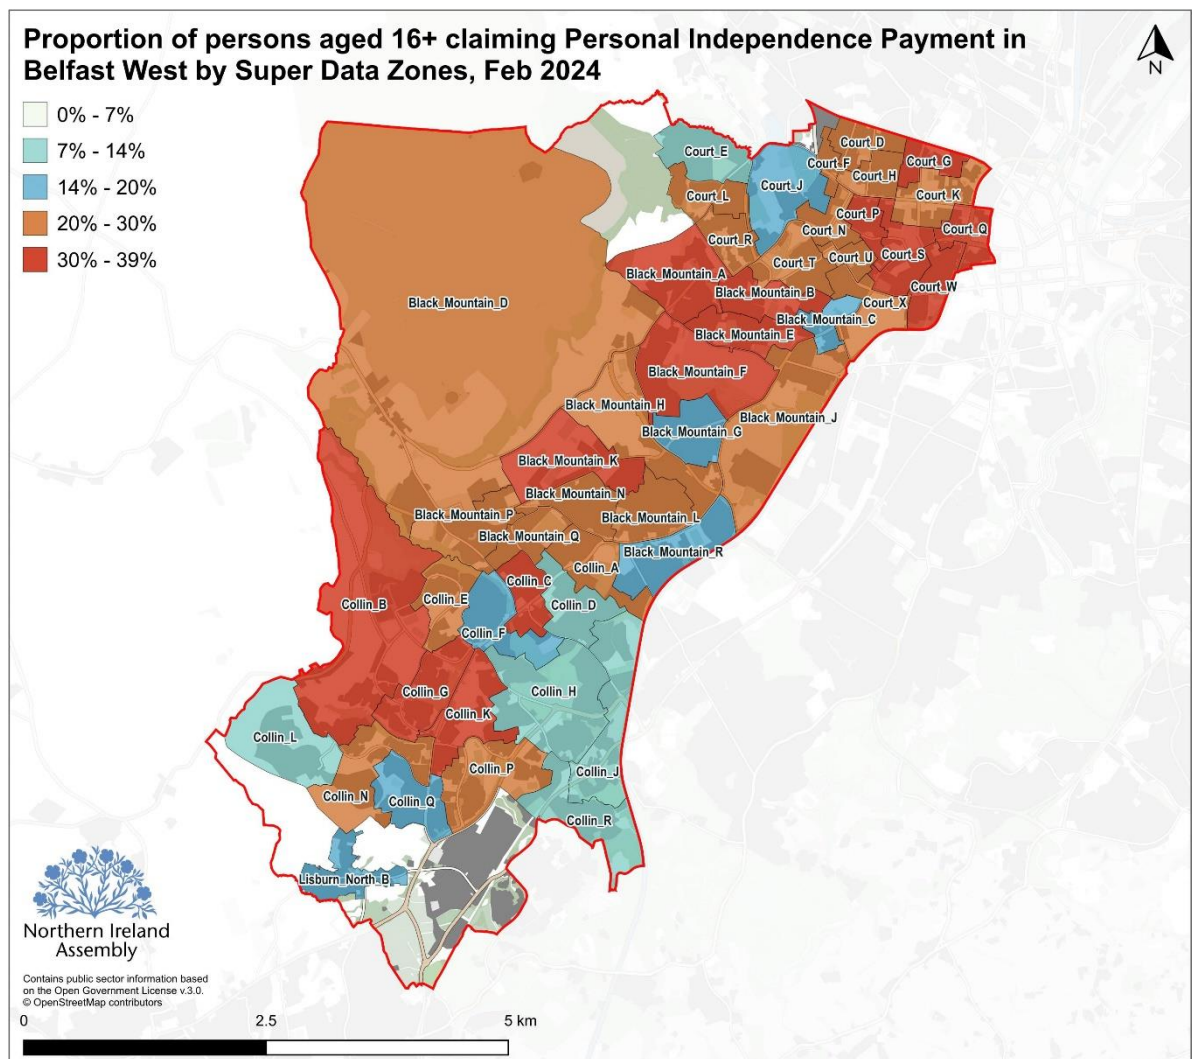 Proportion of persons aged 16+ claiming Personal Independence Payment in
Belfast West by Super Data Zones, Feb 2024
N
0% - 7%
7% - 14%
14% - 20%
20% - 30%
30% - 39%
Court_D
Court_E
Court_F
Court_G
Court_H
Court_J
Court_L
Court_K
Court_P
Court_N
Court_Q
Court_R
Court_T
Court_U
Court_S
Black_Mountain_A
Black_Mountain_B
Court_W
Black_Mountain_D
Court_X
Black_Mountain_C
Black_Mountain_E
Black_Mountain_F
Black_Mountain_H
Black_Mountain_J
Black_Mountain_G
Black_Mountain_K
Black_Mountain_N
Black_Mountain_P
Black_Mountain_L
Black_Mountain_Q
Black_Mountain_R
Collin_A
Collin_C
Collin_E
Collin_B
Collin_D
Collin_F
Collin_G
Collin_H
Collin_K
Collin_L
Collin_P
Collin_J
Collin_N
Collin_Q
Collin_R
Lisburn_North_B
Northern Ireland
Assembly
Contains public sector information based
on the Open Government License v.3.0.
© OpenStreetMap contributors
0 2.5 5 km